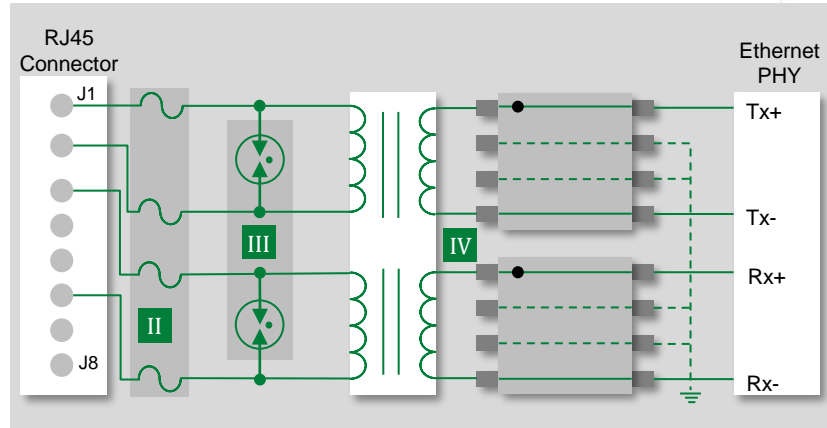 RJ45
Connector
J1
J8
II
III
IV
Ethernet
PHY
Tx+
Tx-
Rx+
Rx-